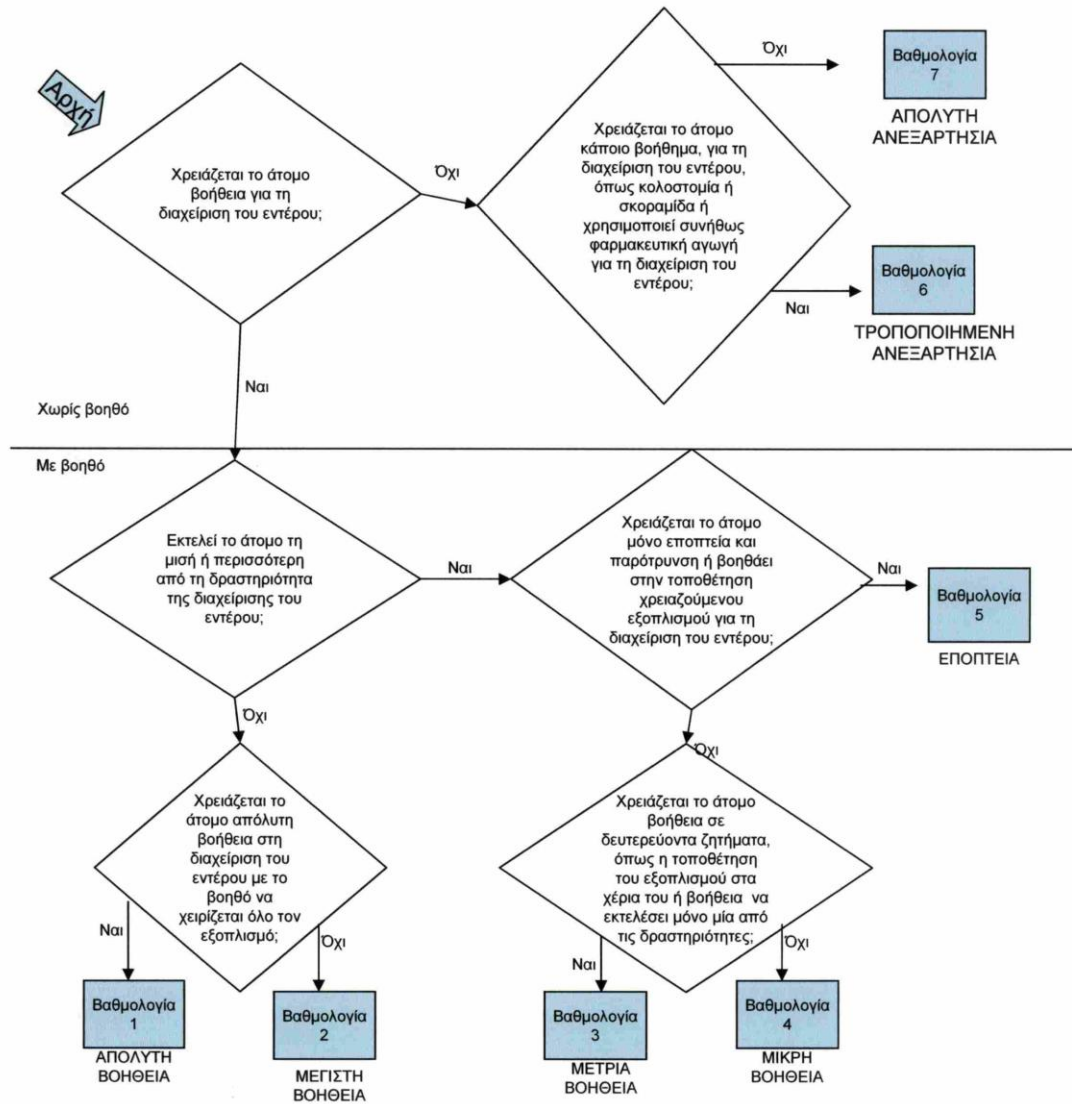 Αρχή
Χρειάζεται το άτομο
βοήθεια για τη
διαχείριση του εντέρου;
Όχι
Χρειάζεται το άτομο
κάποιο βοήθημα, για τη
διαχείριση του εντέρου,
όπως κολοστομία ή
σκοραμίδα ή
χρησιμοποιεί συνήθως
φαρμακευτική αγωγή
για τη διαχείριση του
εντέρου;
Όχι
Βαθμολογία
7
ΑΠΟΛΥΤΗ
ΑΝΕΞΑΡΤΗΣΙΑ
Ναι
Βαθμολογία
6
ΤΡΟΠΟΠΟΙΗΜΕΝΗ
ΑΝΕΞΑΡΤΗΣΙΑ
Ναι
Χωρίς βοηθό
Με βοηθό
Εκτελεί το άτομο τη
μισή ή περισσότερη
από τη δραστηριότητα
της διαχείρισης του
εντέρου;
Ναι
Χρειάζεται το άτομο
μόνο εποπτεία και
παρότρυνση ή βοηθάει
στην τοποθέτηση
χρειαζούμενου
εξοπλισμού για τη
διαχείριση του εντέρου;
Ναι
Βαθμολογία
5
ΕΠΟΠΤΕΙΑ
Όχι
Χρειάζεται το
άτομο απόλυτη
βοήθεια στη
διαχείριση του
εντέρου με το
βοηθό να
χειρίζεται όλο τον
εξοπλισμό;
Ναι
Όχι
Βαθμολογία
1
ΑΠΟΛΥΤΗ
ΒΟΗΘΕΙΑ
Βαθμολογία
2
ΜΕΓΙΣΤΗ
ΒΟΗΘΕΙΑ
Όχι
Χρειάζεται το άτομο
βοήθεια σε
δευτερεύοντα ζητήματα,
όπως η τοποθέτηση
του εξοπλισμού στα
χέρια του ή βοήθεια να
εκτελέσει μόνο μία από
τις δραστηριότητες;
Ναι
Όχι
Βαθμολογία
3
ΜΕΤΡΙΑ
ΒΟΗΘΕΙΑ
Βαθμολογία
4
ΜΙΚΡΗ
ΒΟΗΘΕΙΑ